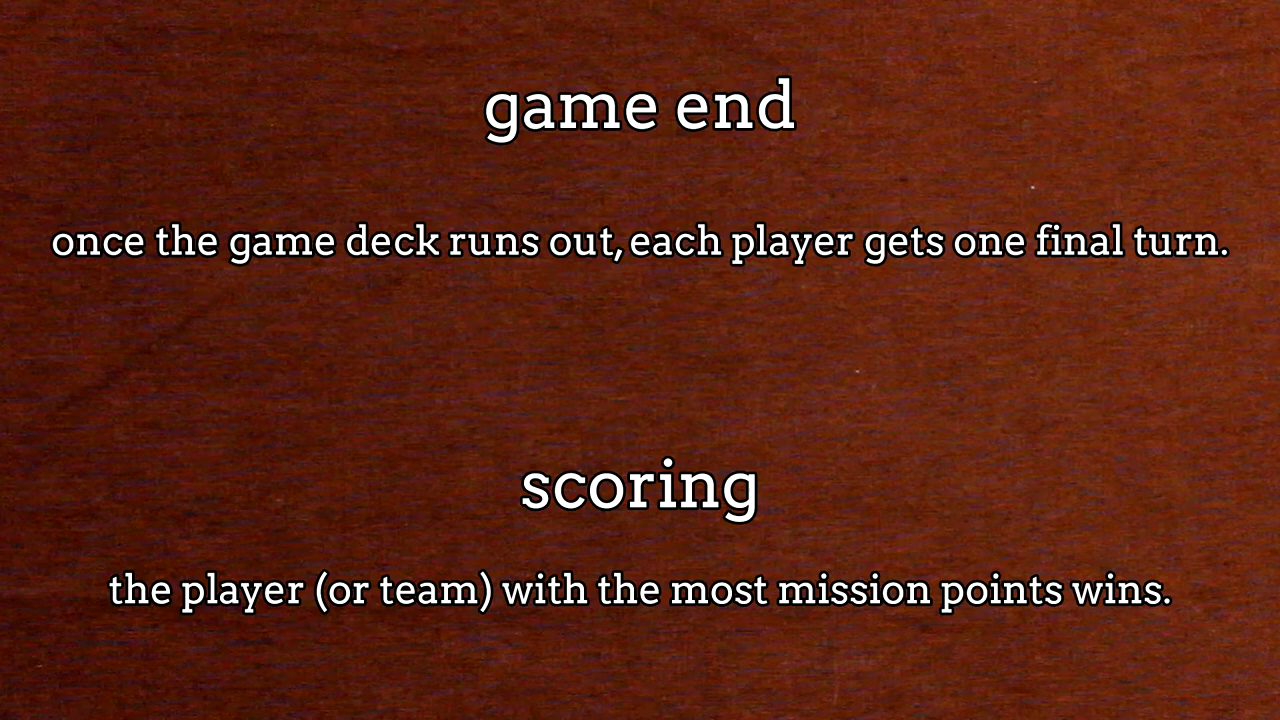 game end
once the game deck runs out, each player gets one final turn.
scoring
the player (or team) with the most mission points wins.